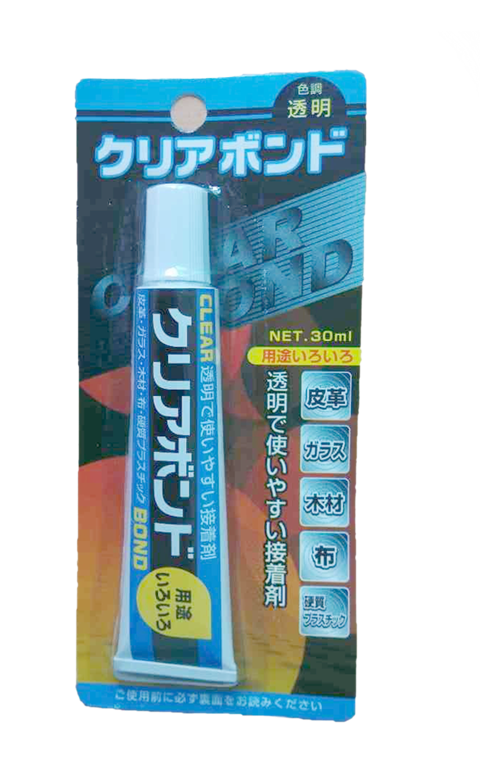 色調
透明
クリアボンド
CLEAR
BOND
NET.30ml
用途いろいろ
透明で使いやすい接着剤
皮革
ガラス
木材
布
硬質
プラスチック
CLEAR 透明で使いやすい接着剤
クリアボンド
皮革・ガラス・木材・布・硬質プラスチック BOND
用途
いろいろ
ご使用前に必ず裏面をお読みください